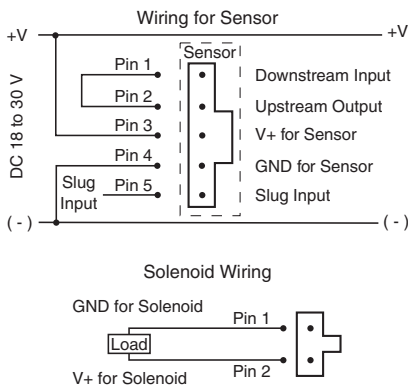 Wiring for Sensor
+V
+V
Sensor
DC 18 to 30 V
Pin 1
Downstream Input
Pin 2
Upstream Output
Pin 3
V+ for Sensor
Pin 4
GND for Sensor
Slug
Input
Pin 5
Slug Input
( - )
( - )
Solenoid Wiring
GND for Solenoid
Pin 1
Load
Pin 2
V+ for Solenoid